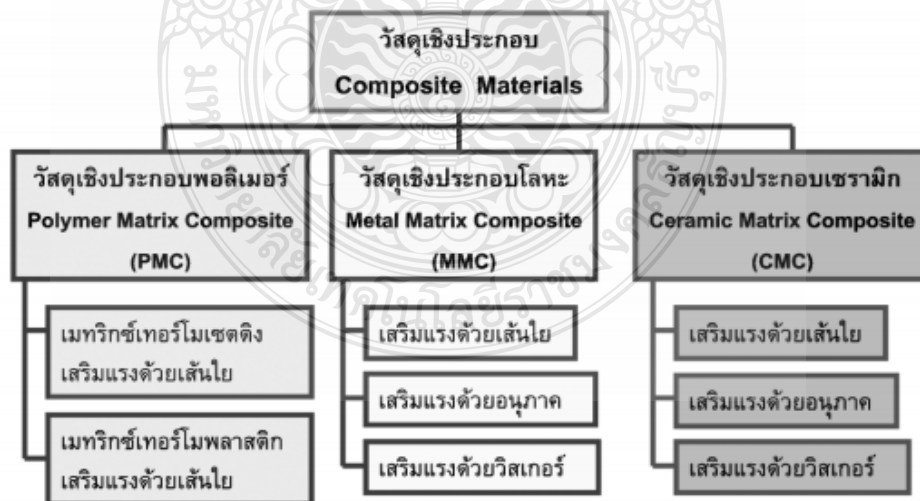 วัสดุเชิงประกอบ
Composite Materials
วัสดุเชิงประกอบพอลิเมอร์
Polymer Matrix Composite
(PMC)
เมทริกซ์เทอร์โมเซตติง
เสริมแรงด้วยเส้นใย
เมทริกซ์เทอร์โมพลาสติก
เสริมแรงด้วยเส้นใย
วัสดุเชิงประกอบโลหะ
Metal Matrix Composite
(MMC)
เสริมแรงด้วยเส้นใย
เสริมแรงด้วยอนุภาค
เสริมแรงด้วยวิสเกอร์
วัสดุเชิงประกอบเซรามิก
Ceramic Matrix Composite
(CMC)
เสริมแรงด้วยเส้นใย
เสริมแรงด้วยอนุภาค
เสริมแรงด้วยวิสเกอร์